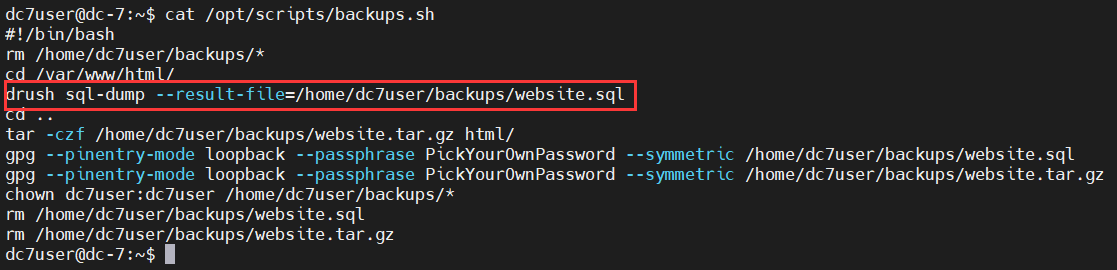 dc7user@dc-7:~$ cat /opt/scripts/backups.sh
#!/bin/bash
rm /home/dc7user/backups/*
cd /var/www/html/
drush sql-dump --result-file=/home/dc7user/backups/website.sql
cd ..
tar -czf /home/dc7user/backups/website.tar.gz html/
gpg --pinentry-mode loopback --passphrase PickYourOwnPassword --symmetric /home/dc7user/backups/website.sql
gpg --pinentry-mode loopback --passphrase PickYourOwnPassword --symmetric /home/dc7user/backups/website.tar.gz
chown dc7user:dc7user /home/dc7user/backups/*
rm /home/dc7user/backups/website.sql
rm /home/dc7user/backups/website.tar.gz
dc7user@dc-7:~$